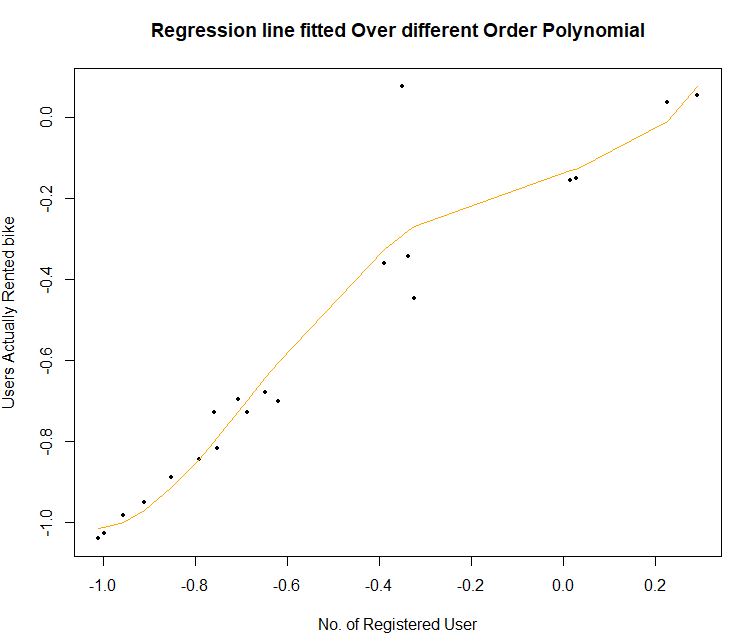 Regression line fitted Over different Order Polynomial
Users Actually Rented bike
0.0
-0.2
-0.4
-0.6
-0.8
-1.0
-1.0 -0.8 -0.6 -0.4 -0.2 0.0 0.2
No. of Registered User